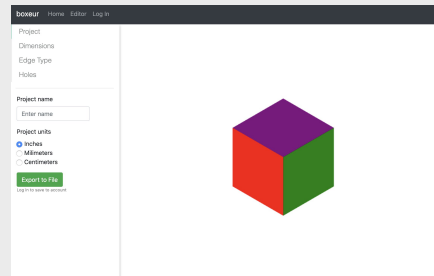 boxeur Home Editor Log In
Project
Dimensions
Edge Type
Holes
Project name
Enter name
Project units
Inches
Milimeters
Centimeters
Export to File
Log in to save to account